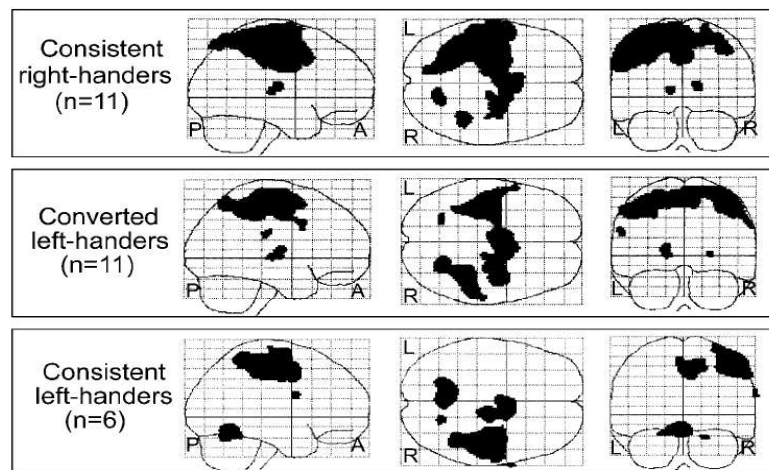 Consistent
right-handers
(n=11)
P A
L
R
L R
Converted
left-handers
(n=11)
P A
L
R
L R
Consistent
left-handers
(n=6)
P A
L
R
L R